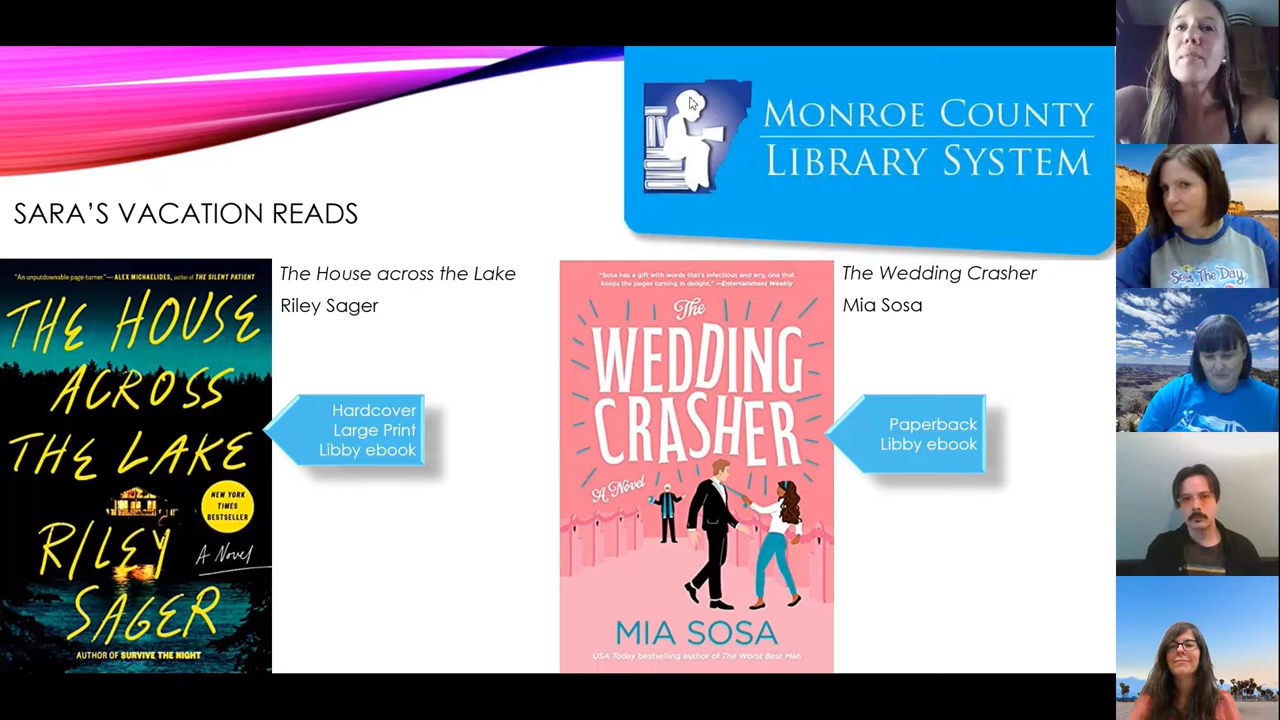 MONROE COUNTY
LIBRARY SYSTEM
SARA'S VACATION READS
"An unputdownable page-turner."—ALEX MICHAELIDES, author of THE SILENT PATIENT
THE HOUSE
ACROSS
THE LAKE
NEW YORK
TIMES
BESTSELLER
RILEY
A Novel
SAGER
AUTHOR OF SURVIVE THE NIGHT
The House across the Lake
Riley Sager
Hardcover
Large Print
Libby ebook
"Sosa has a gift with words that's infectious and wry, one that
keeps the pages turning in delight." —Entertainment Weekly
The
WEDDING
CRASHER
A Novel
MIA SOSA
USA Today bestselling author of The Worst Best Man
The Wedding Crasher
Mia Sosa
Paperback
Libby ebook
Seas The Day